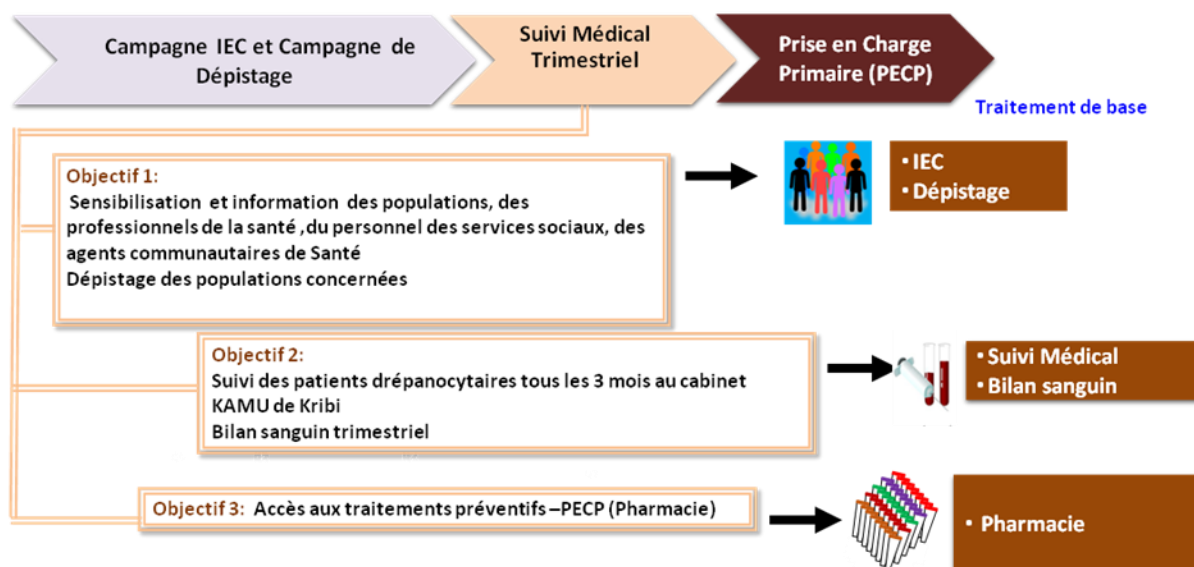 Campagne IEC et Campagne de
Dépistage
Suivi Médical
Trimestriel
Prise en Charge
Primaire (PECP)
Traitement de base
Objectif 1:
Sensibilisation et information des populations, des
professionnels de la santé ,du personnel des services sociaux, des
agents communautaires de Santé
Dépistage des populations concernées
• IEC
• Dépistage
Objectif 2:
Suivi des patients drépanocytaires tous les 3 mois au cabinet
KAMU de Kribi
Bilan sanguin trimestriel
• Suivi Médical
• Bilan sanguin
Objectif 3: Accès aux traitements préventifs –PECP (Pharmacie)
• Pharmacie